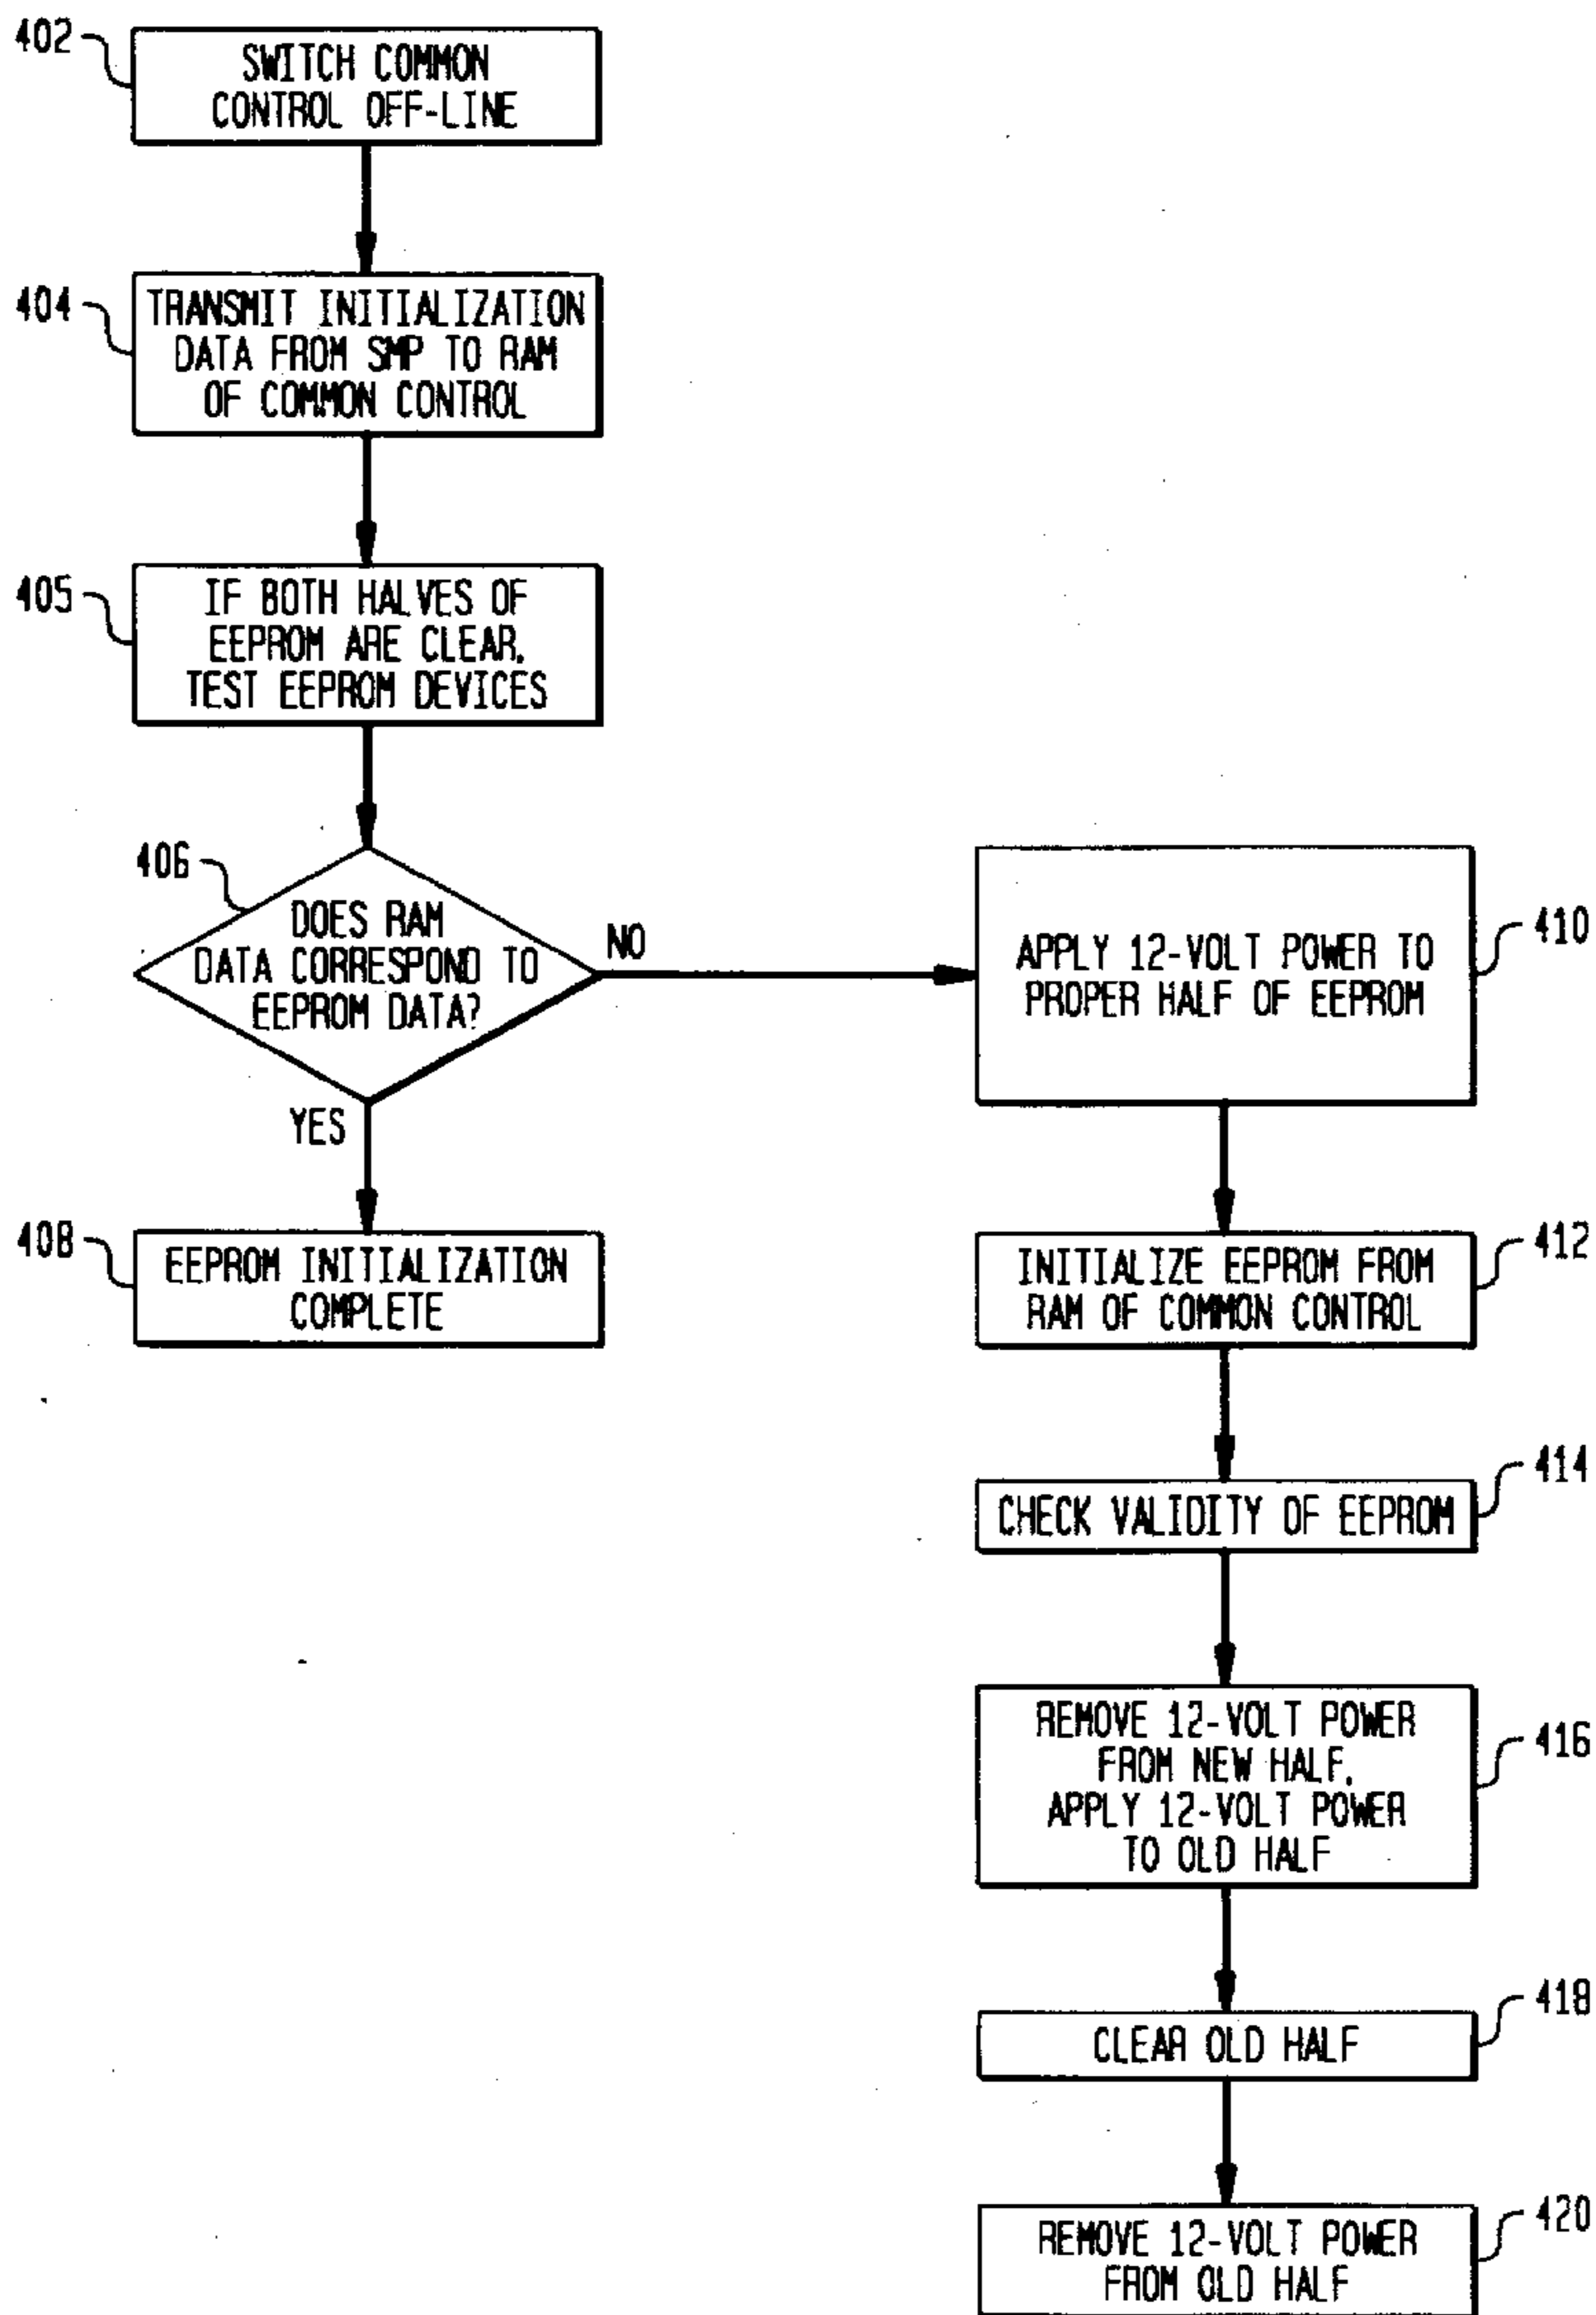 402
SWITCH COMMON
CONTROL OFF-LINE
404
TRANSMIT INITIALIZATION
DATA FROM SMP TO RAM
OF COMMON CONTROL
405
IF BOTH HALVES OF
EEPROM ARE CLEAR,
TEST EEPROM DEVICES
406
DOES RAM
DATA CORRESPOND TO
EEPROM DATA?
NO
YES
408
EEPROM INITIALIZATION
COMPLETE
410
APPLY 12-VOLT POWER TO
PROPER HALF OF EEPROM
412
INITIALIZE EEPROM FROM
RAM OF COMMON CONTROL
414
CHECK VALIDITY OF EEPROM
416
REMOVE 12-VOLT POWER
FROM NEW HALF,
APPLY 12-VOLT POWER
TO OLD HALF
418
CLEAR OLD HALF
420
REMOVE 12-VOLT POWER
FROM OLD HALF